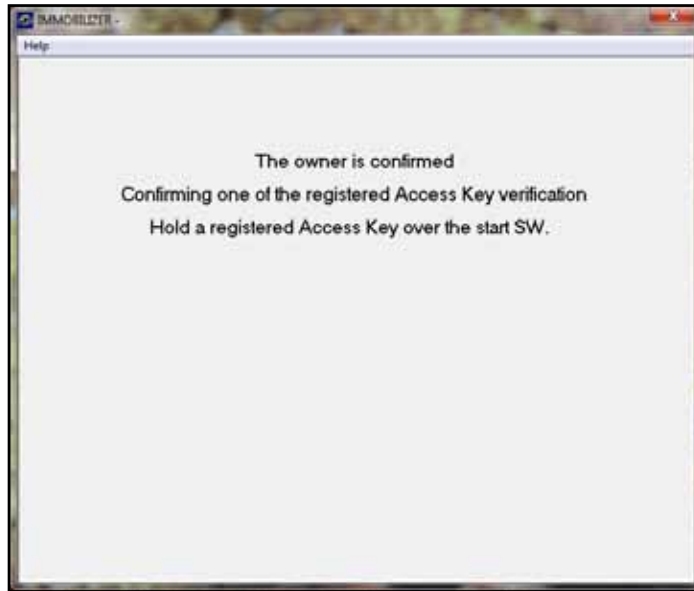 IMMOBILIZER -
Help
The owner is confirmed
Confirming one of the registered Access Key verification
Hold a registered Access Key over the start SW.